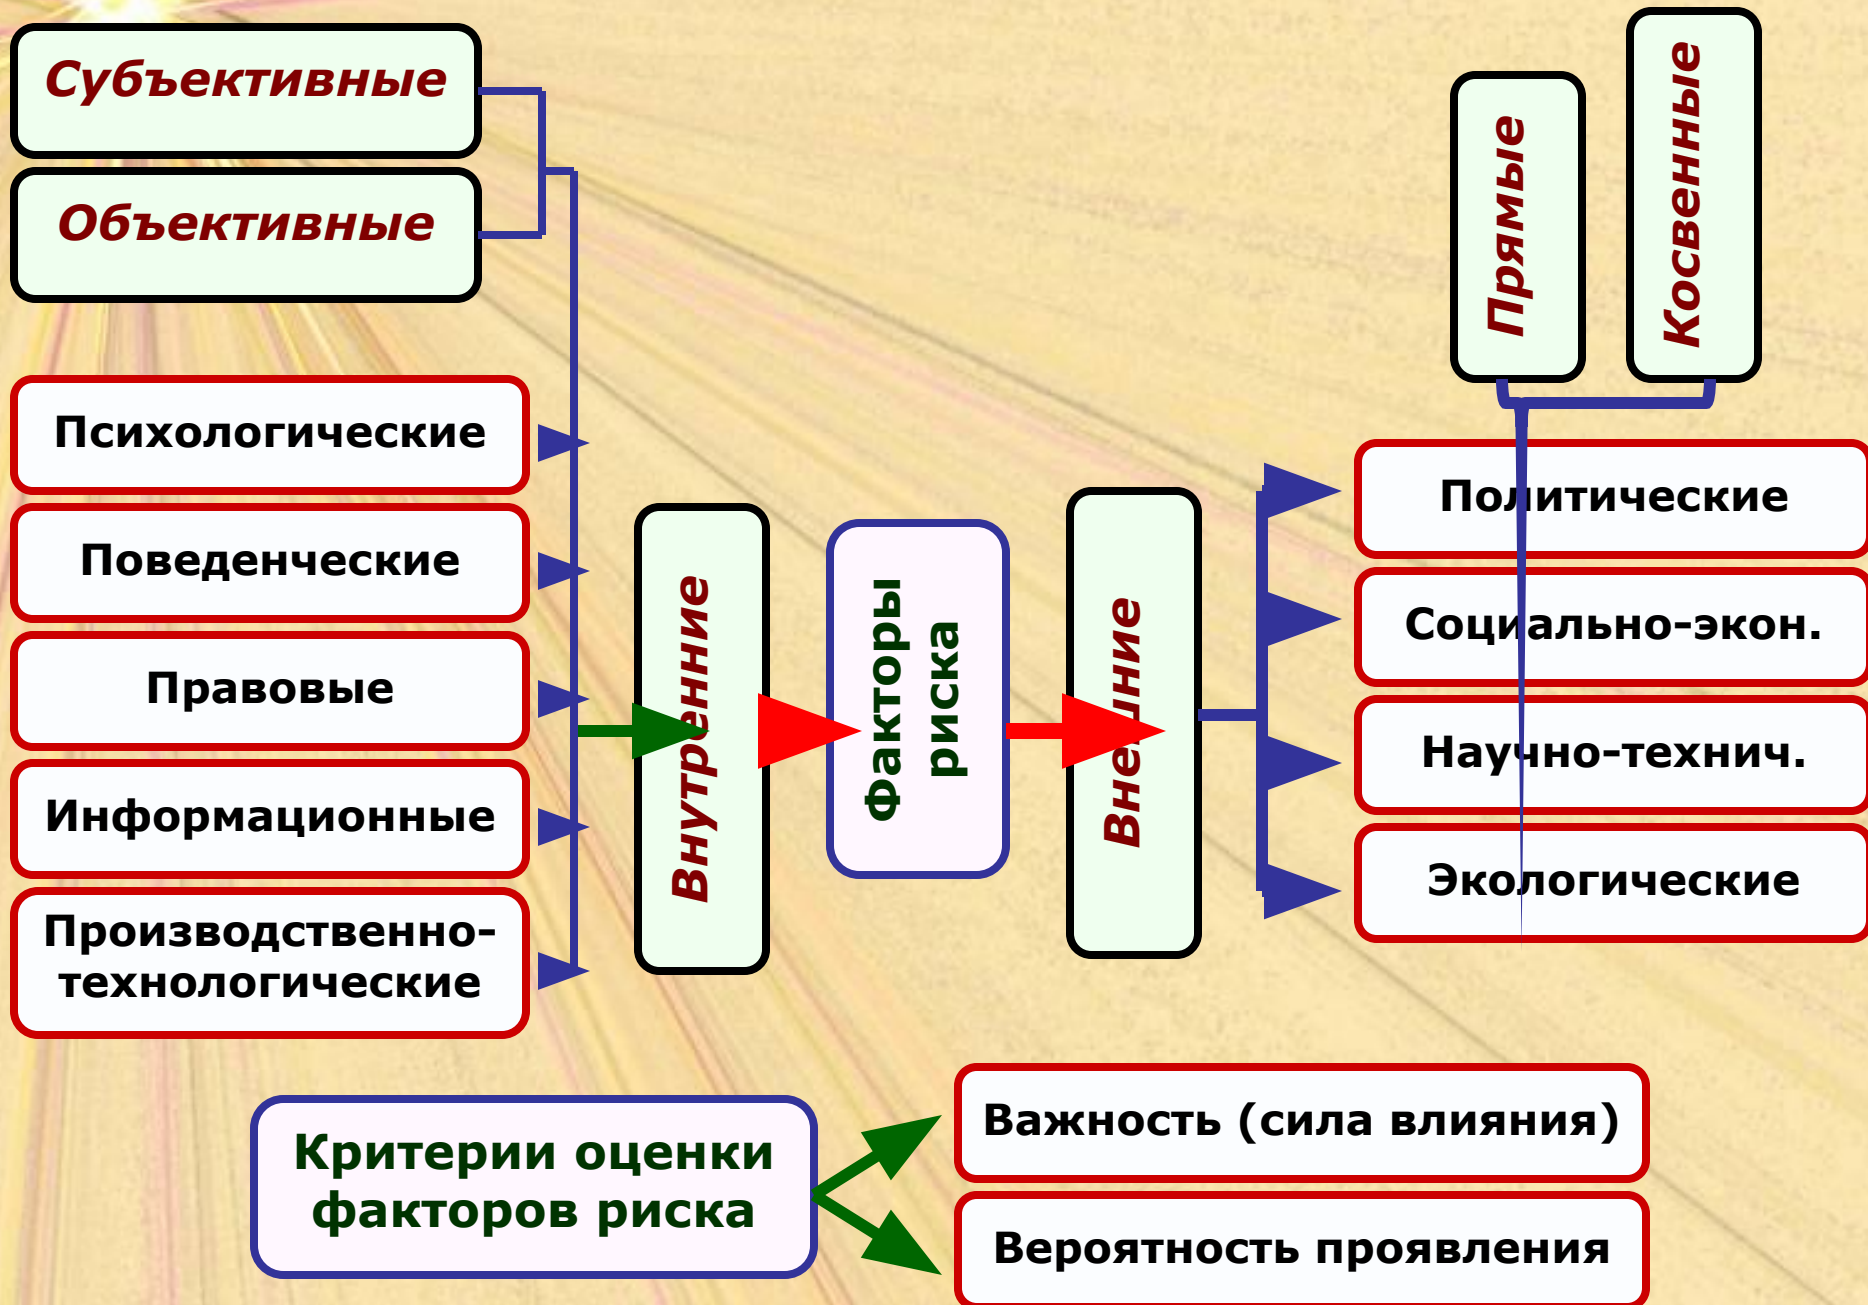 Субъективные
Объективные
Психологические
Поведенческие
Правовые
Информационные
Производственно-
технологические
Внутренние
Факторы
риска
Внешние
Прямые
Косвенные
Политические
Социально-экон.
Научно-технич.
Экологические
Критерии оценки
факторов риска
Важность (сила влияния)
Вероятность проявления